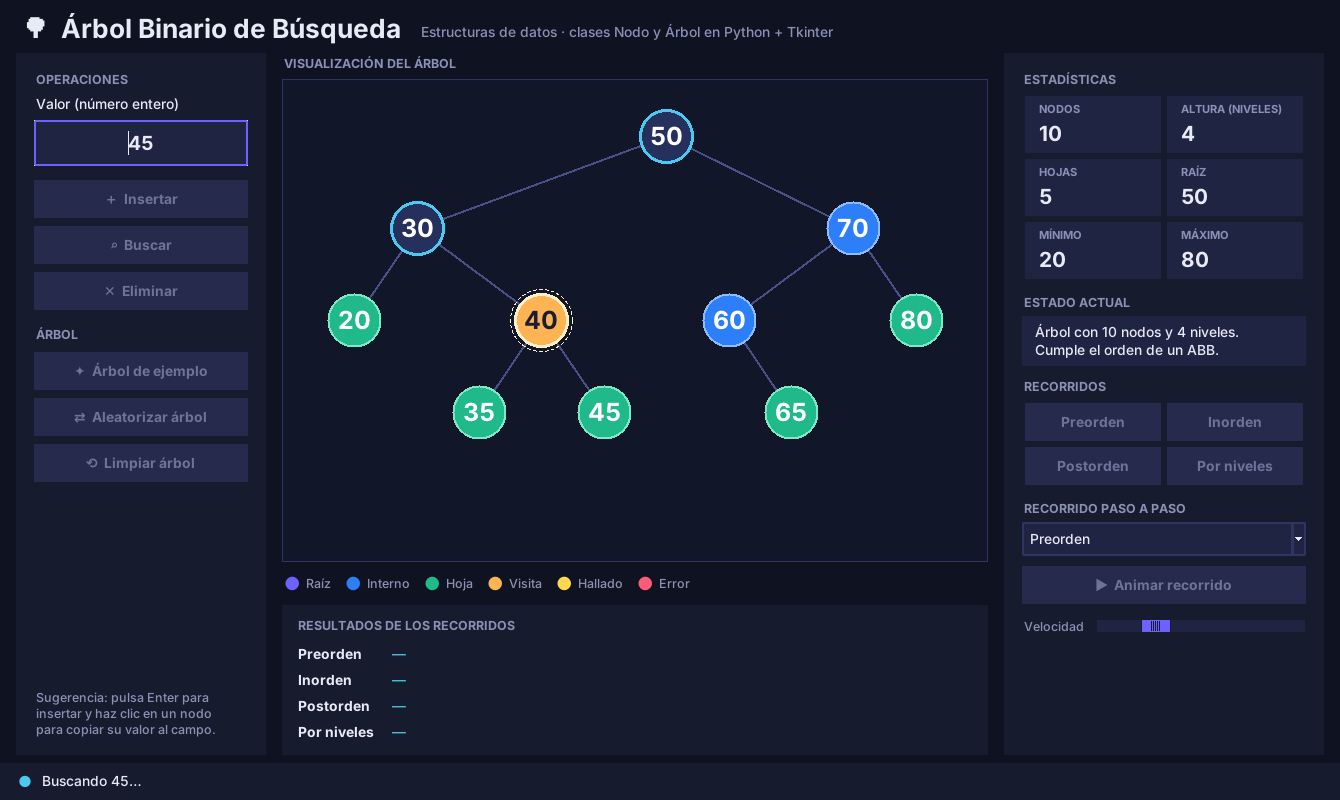 Árbol Binario de Búsqueda
Estructuras de datos · clases Nodo y Árbol en Python + Tkinter
OPERACIONES
Valor (número entero)
45
+ Insertar
⌕ Buscar
✕ Eliminar
ÁRBOL
✦ Árbol de ejemplo
⇄ Aleatorizar árbol
⟲ Limpiar árbol
Sugerencia: pulsa Enter para
insertar y haz clic en un nodo
para copiar su valor al campo.
VISUALIZACIÓN DEL ÁRBOL
50
30 70
20 40 60 80
35 45 65
Raíz Interno Hoja Visita Hallado Error
RESULTADOS DE LOS RECORRIDOS
Preorden —
Inorden —
Postorden —
Por niveles —
ESTADÍSTICAS
NODOS ALTURA (NIVELES)
10 4
HOJAS RAÍZ
5 50
MÍNIMO MÁXIMO
20 80
ESTADO ACTUAL
Árbol con 10 nodos y 4 niveles.
Cumple el orden de un ABB.
RECORRIDOS
Preorden Inorden
Postorden Por niveles
RECORRIDO PASO A PASO
Preorden
▶ Animar recorrido
Velocidad
Buscando 45...